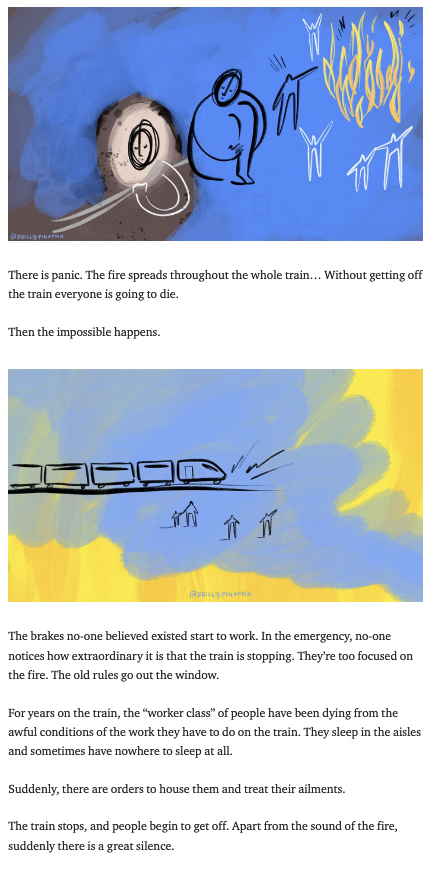 There is panic. The fire spreads throughout the whole train… Without getting off
the train everyone is going to die.
Then the impossible happens.
The brakes no-one believed existed start to work. In the emergency, no-one
notices how extraordinary it is that the train is stopping. They’re too focused on
the fire. The old rules go out the window.
For years on the train, the “worker class” of people have been dying from the
awful conditions of the work they have to do on the train. They sleep in the aisles
and sometimes have nowhere to sleep at all.
Suddenly, there are orders to house them and treat their ailments.
The train stops, and people begin to get off. Apart from the sound of the fire,
suddenly there is a great silence.